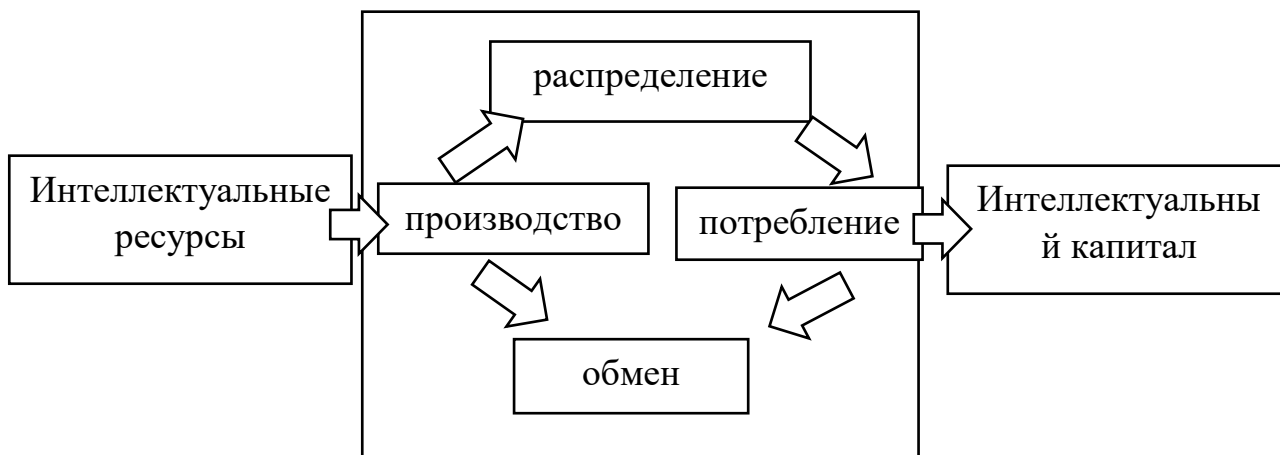 распределение
Интеллектуальные
ресурсы
производство
потребление
Интеллектуальны
й капитал
обмен